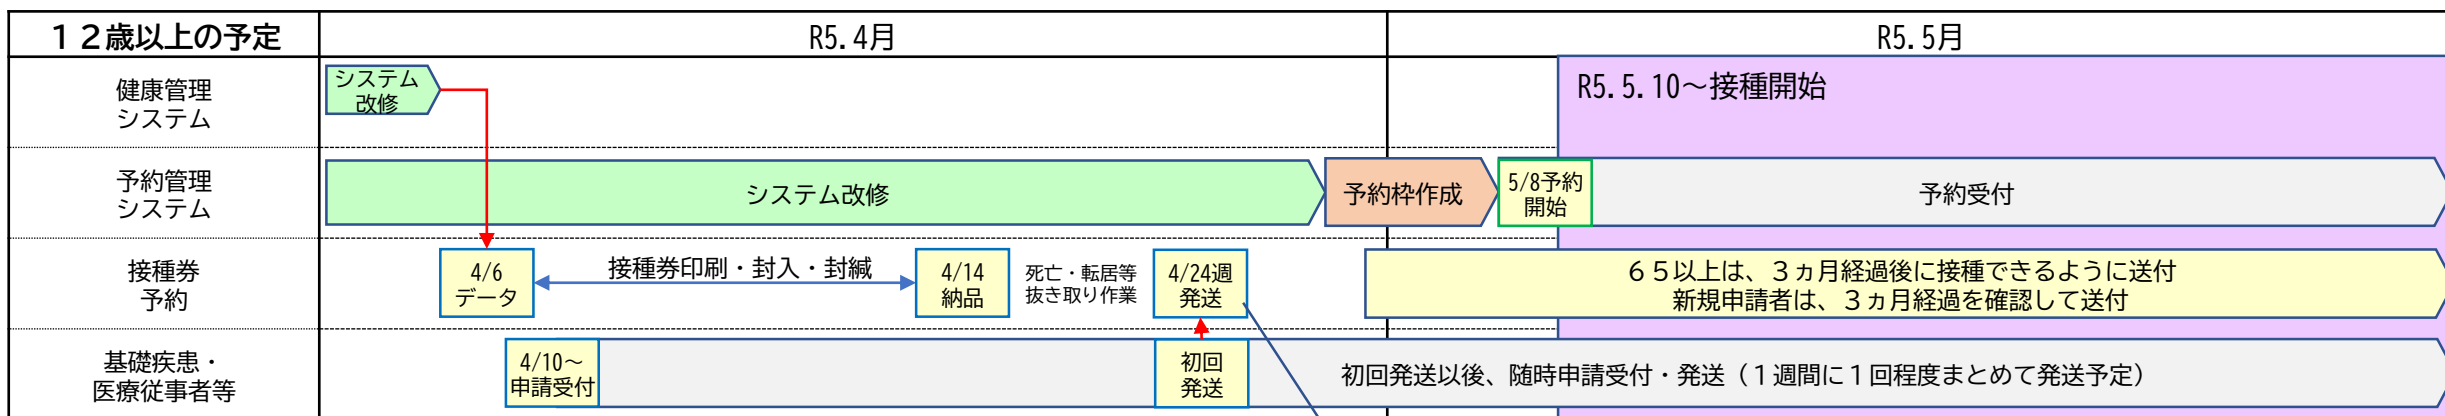 １２歳以上の予定
R5.4月
R5.5月
健康管理
システム
システム
改修
R5.5.10～接種開始
予約管理
システム
システム改修
予約枠作成
5/8予約
開始
予約受付
接種券
予約
4/6
データ
接種券印刷・封入・封緘
4/14
納品
死亡・転居等
抜き取り作業
4/24週
発送
６５以上は、３ヵ月経過後に接種できるように送付
新規申請者は、３ヵ月経過を確認して送付
基礎疾患・
医療従事者等
4/10～
申請受付
初回
発送
初回発送以後、随時申請受付・発送（１週間に１回程度まとめて発送予定）